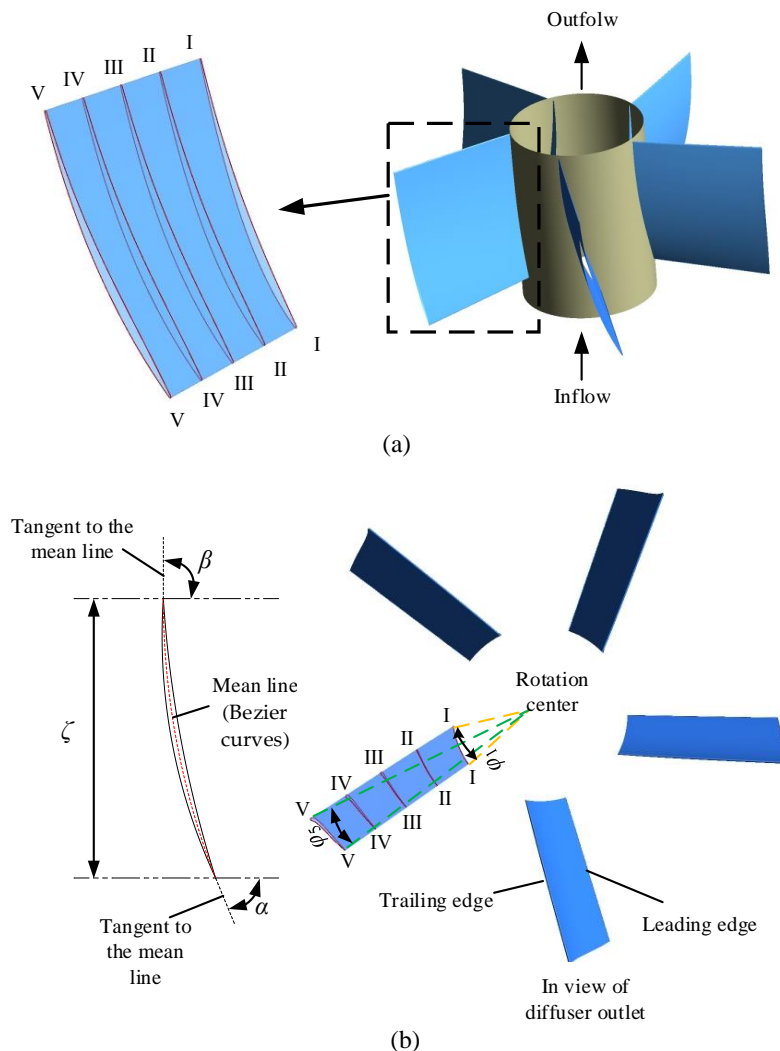 Outfolw
I
II
III
IV
V
I
II
III
IV
V
Inflow
(a)
Tangent to the
mean line
β
Mean line
(Bezier
curves)
ζ
α
Tangent to
the mean
line
Rotation
center
I
II
III
IV
V
φ1
φ5
I
II
III
IV
V
Trailing edge
Leading edge
In view of
diffuser outlet
(b)